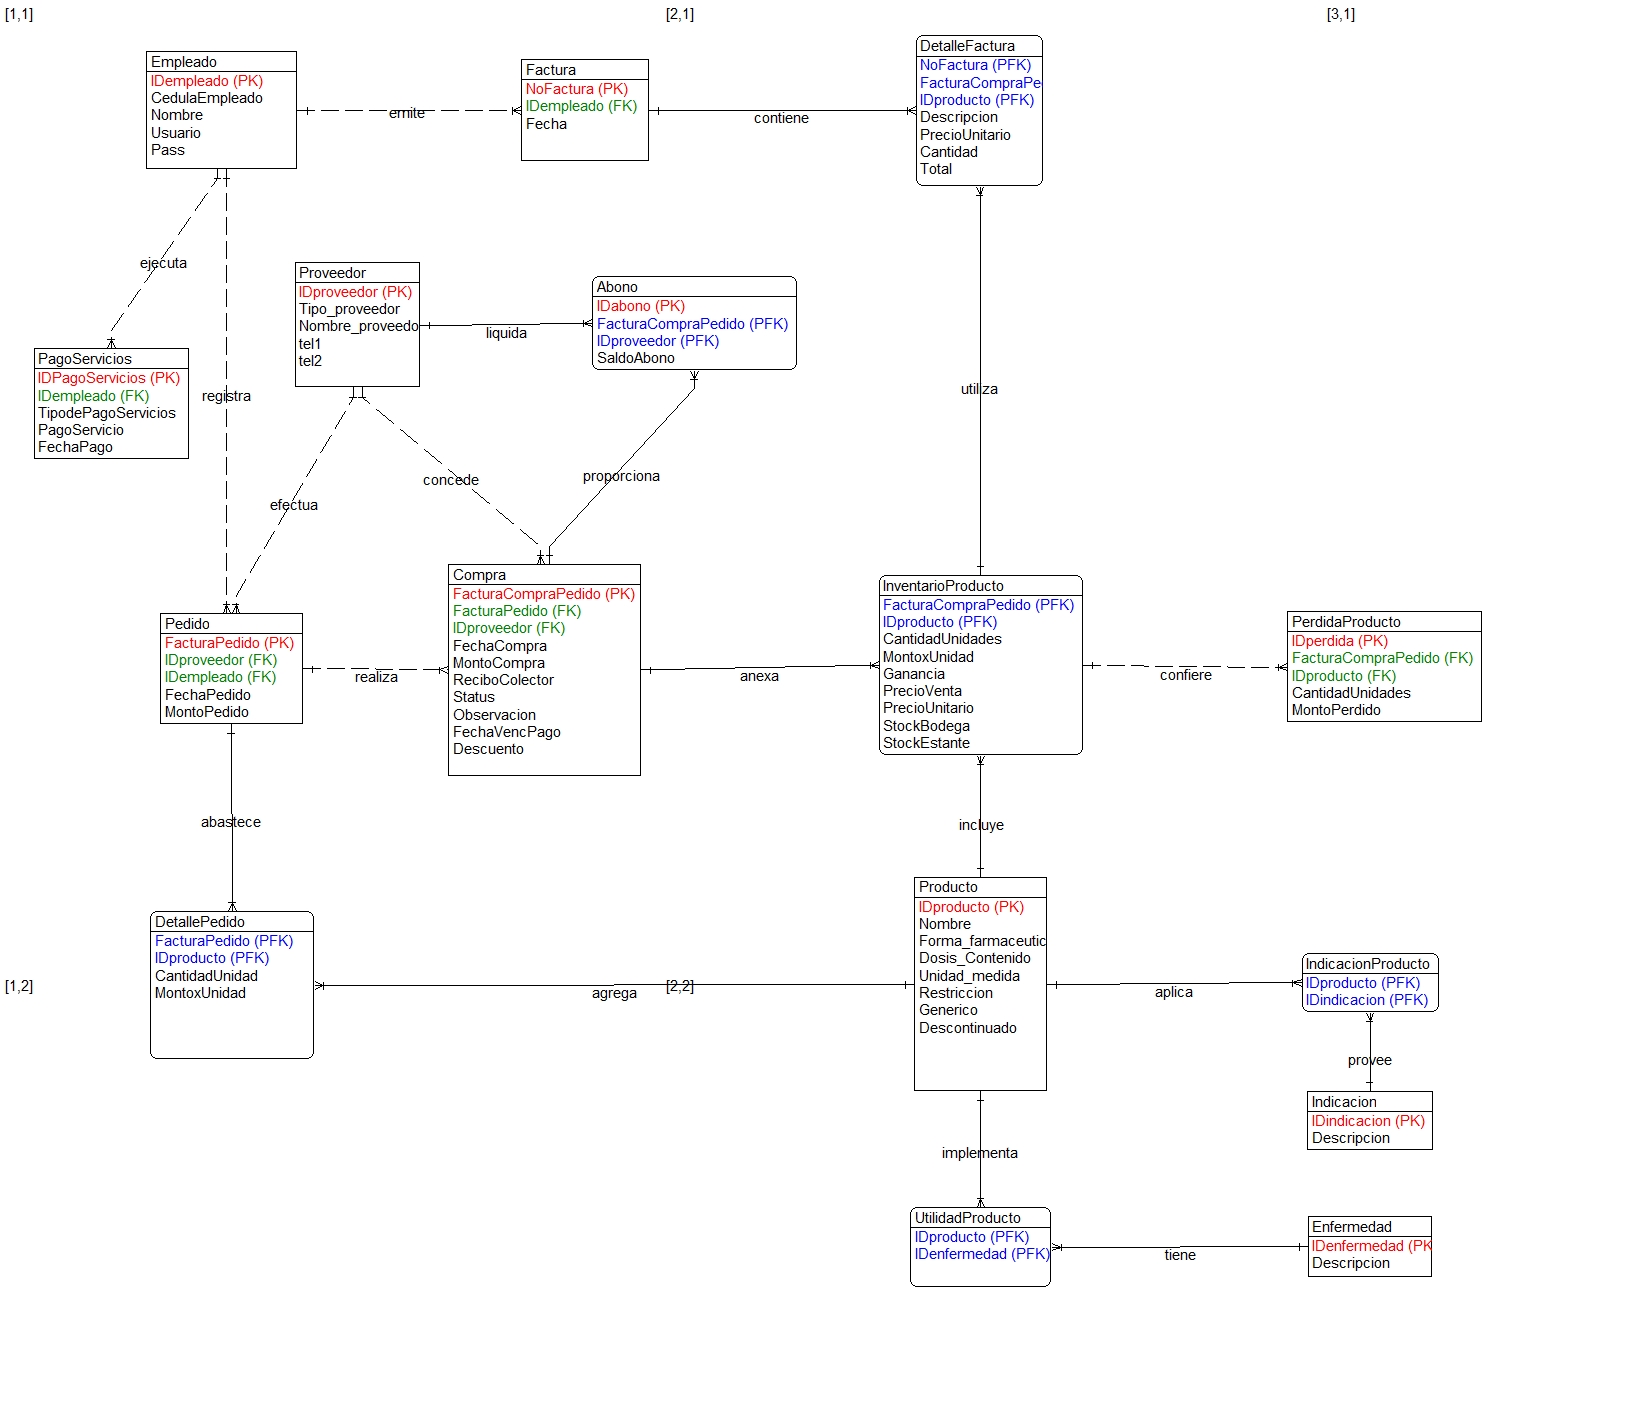 [1,1]
[2,1]
[3,1]
Empleado
IDempleado (PK)
CedulaEmpleado
Nombre
Usuario
Pass
emite
Factura
NoFactura (PK)
IDempleado (FK)
Fecha
contiene
DetalleFactura
NoFactura (PFK)
FacturaCompraPe
IDproducto (PFK)
Descripcion
PrecioUnitario
Cantidad
Total
ejecuta
registra
Proveedor
IDproveedor (PK)
Tipo_proveedor
Nombre_proveedo
tel1
tel2
liquida
Abono
IDabono (PK)
FacturaCompraPedido (PFK)
IDproveedor (PFK)
SaldoAbono
utiliza
PagoServicios
IDPagoServicios (PK)
IDempleado (FK)
TipodePagoServicios
PagoServicio
FechaPago
efectua
concede
proporciona
Pedido
FacturaPedido (PK)
IDproveedor (FK)
IDempleado (FK)
FechaPedido
MontoPedido
realiza
Compra
FacturaCompraPedido (PK)
FacturaPedido (FK)
IDproveedor (FK)
FechaCompra
MontoCompra
ReciboColector
Status
Observacion
FechaVencPago
Descuento
anexa
InventarioProducto
FacturaCompraPedido (PFK)
IDproducto (PFK)
CantidadUnidades
MontoxUnidad
Ganancia
PrecioVenta
PrecioUnitario
StockBodega
StockEstante
confiere
PerdidaProducto
IDperdida (PK)
FacturaCompraPedido (FK)
IDproducto (FK)
CantidadUnidades
MontoPerdido
abastece
incluye
DetallePedido
FacturaPedido (PFK)
IDproducto (PFK)
CantidadUnidad
MontoxUnidad
[1,2]
agrega
[2,2]
Producto
IDproducto (PK)
Nombre
Forma_farmaceutic
Dosis_Contenido
Unidad_medida
Restriccion
Generico
Descontinuado
aplica
IndicacionProducto
IDproducto (PFK)
IDindicacion (PFK)
provee
Indicacion
IDindicacion (PK)
Descripcion
implementa
UtilidadProducto
IDproducto (PFK)
IDenfermedad (PFK)
tiene
Enfermedad
IDenfermedad (PK
Descripcion